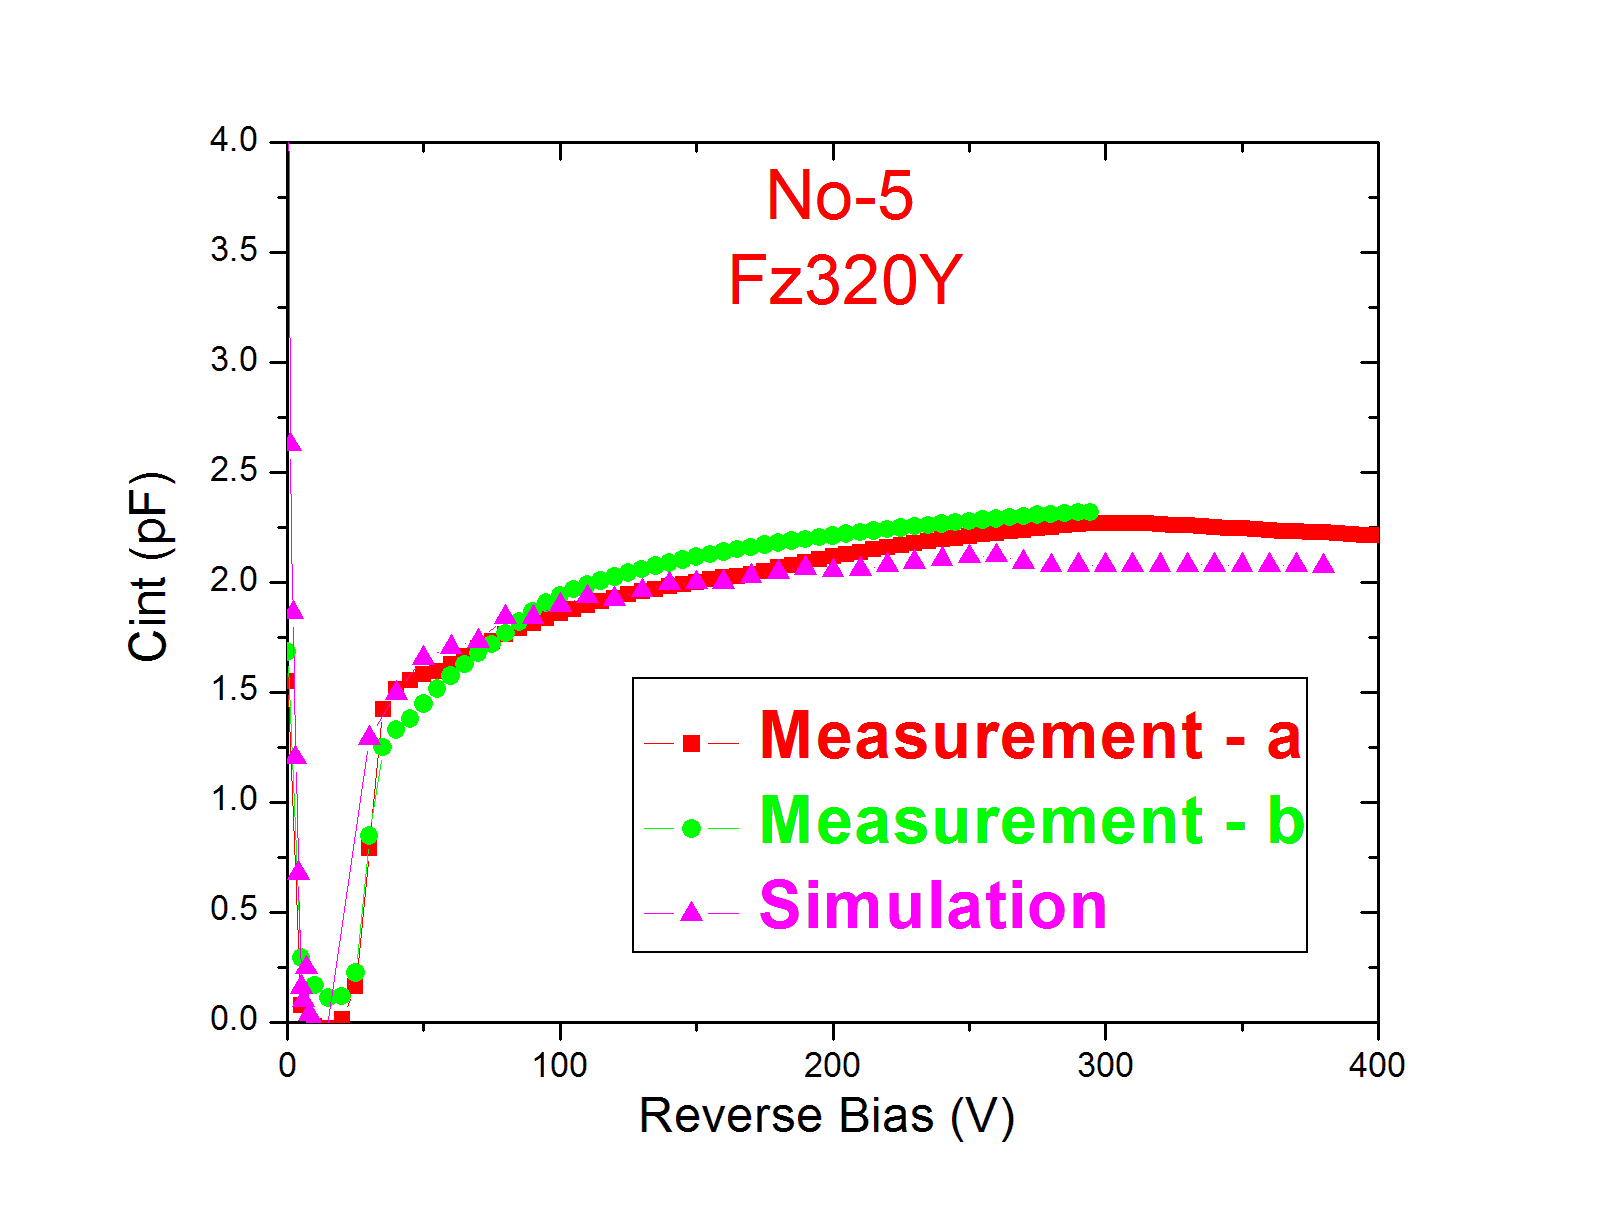 No-5
Fz320Y
4.0
3.5
3.0
2.5
2.0
1.5
1.0
0.5
0.0
Cint (pF)
Measurement - a
Measurement - b
Simulation
0 100 200 300 400
Reverse Bias (V)